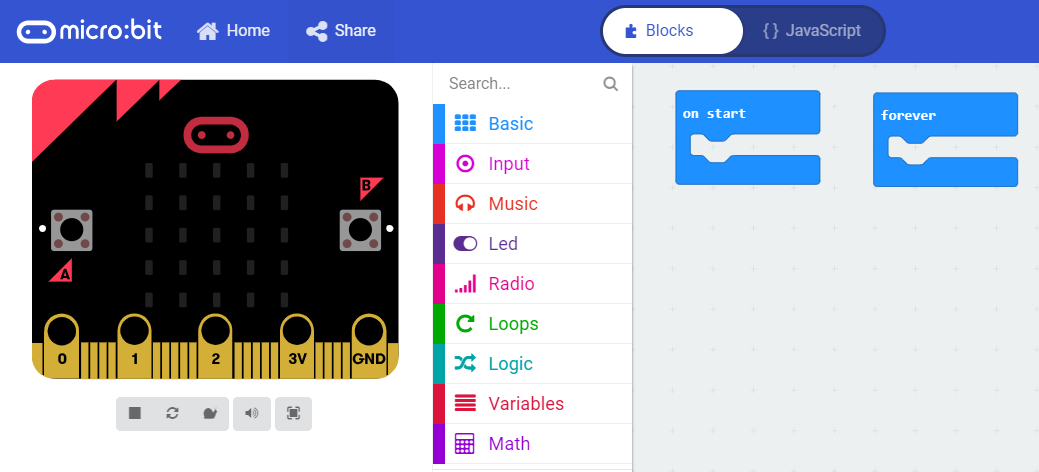 micro:bit
Home
Share
Blocks
{ } JavaScript
Search...
Basic
Input
Music
Led
Radio
Loops
Logic
Variables
Math
B
A
0 1 2 3V GND
on start
forever